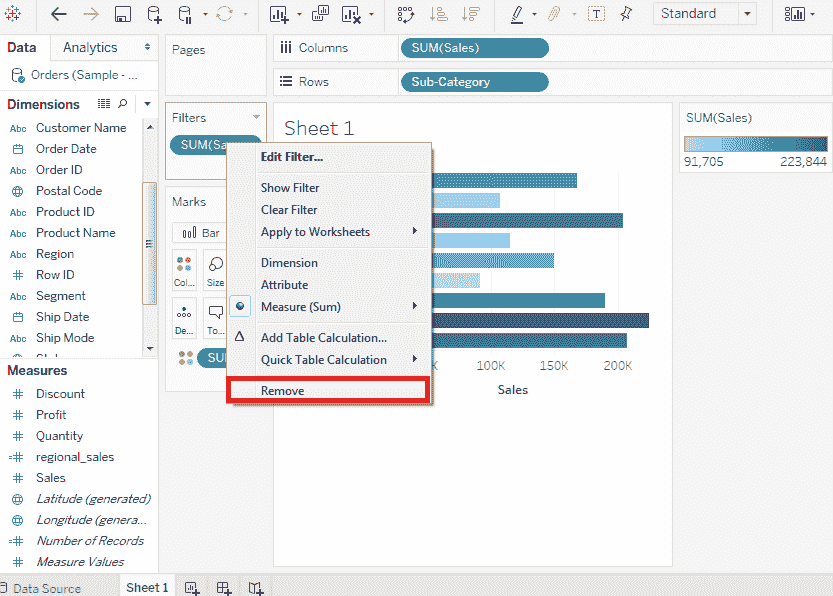 Standard
Data
Analytics
Orders (Sample - ...
Dimensions
Abc Customer Name
Order Date
Abc Order ID
Postal Code
Abc Product ID
Abc Product Name
Abc Region
# Row ID
Abc Segment
Ship Date
Abc Ship Mode
Measures
# Discount
# Profit
# Quantity
=# regional_sales
# Sales
Latitude (generated)
Longitude (genera...
=# Number of Records
# Measure Values
Pages
Columns
SUM(Sales)
Rows
Sub-Category
Filters
SUM(Sa
Marks
Bar
Col...
Size
De...
To...
SU
Edit Filter...
Show Filter
Clear Filter
Apply to Worksheets
Dimension
Attribute
Measure (Sum)
Δ Add Table Calculation...
Quick Table Calculation
Remove
Sheet 1
K
100K
150K
200K
Sales
SUM(Sales)
91,705
223,844
Data Source
Sheet 1